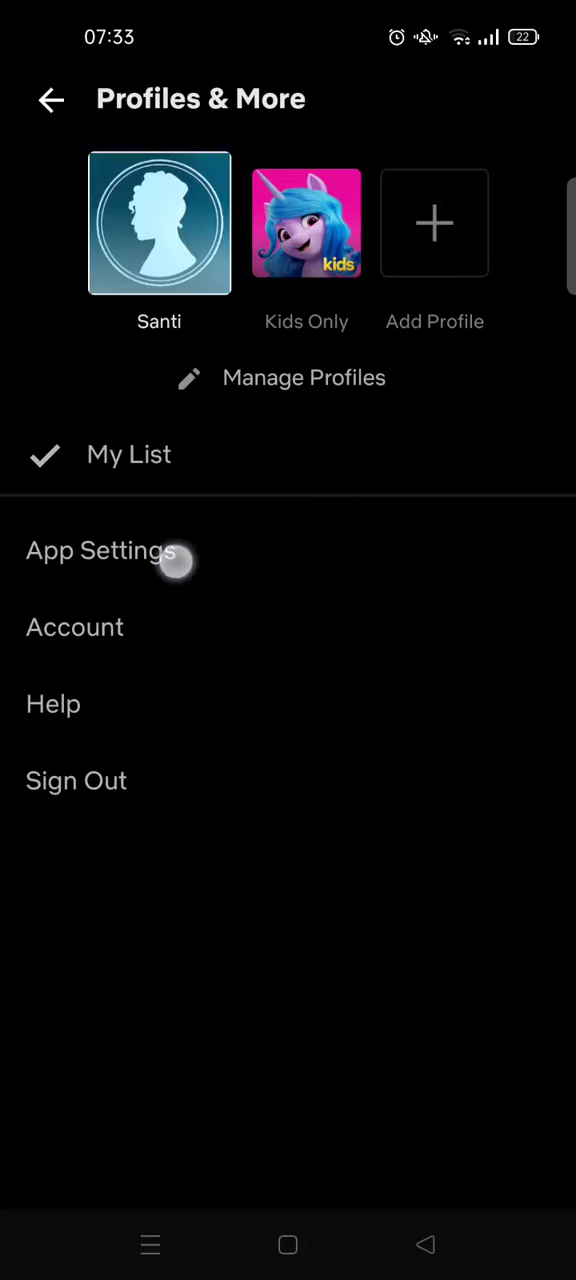 07:33
22
Profiles & More
kids
Santi
Kids Only
Add Profile
Manage Profiles
My List
App Settings
Account
Help
Sign Out